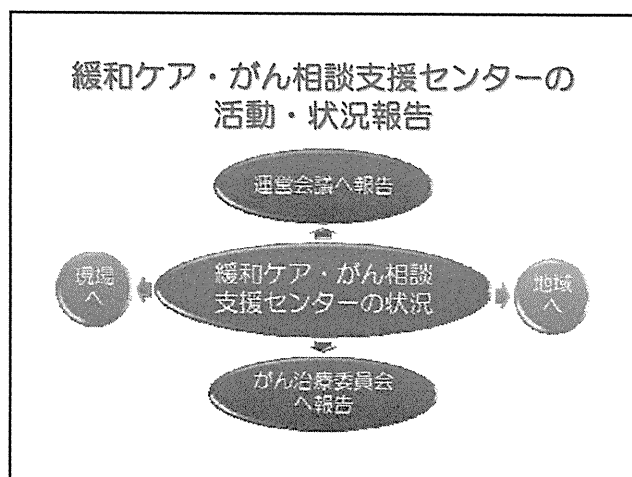 緩和ケア・がん相談支援センターの
活動・状況報告
運営会議へ報告
現場
へ
緩和ケア・がん相談
支援センターの状況
地域
へ
がん治療委員会
へ報告